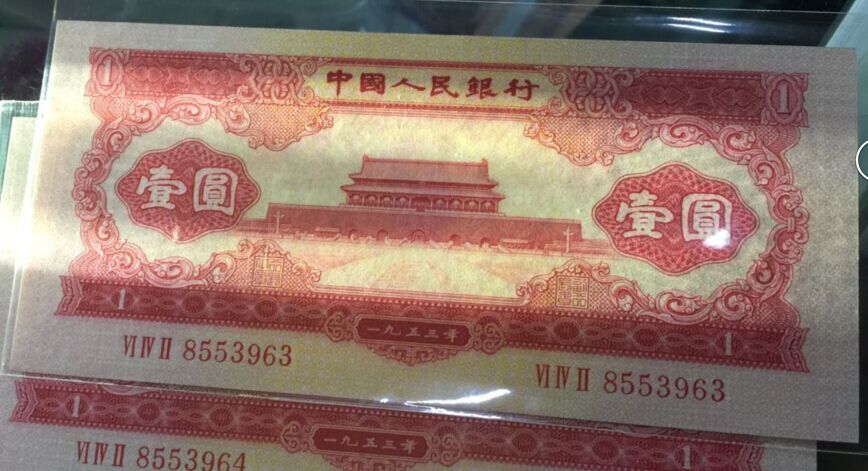 1 中國人民銀行 1
壹圓 壹圓
1 一九五三年 1
VI IV II 8553963 VI IV II 8553963
1 一九五三年 1
VI IV II 8553964